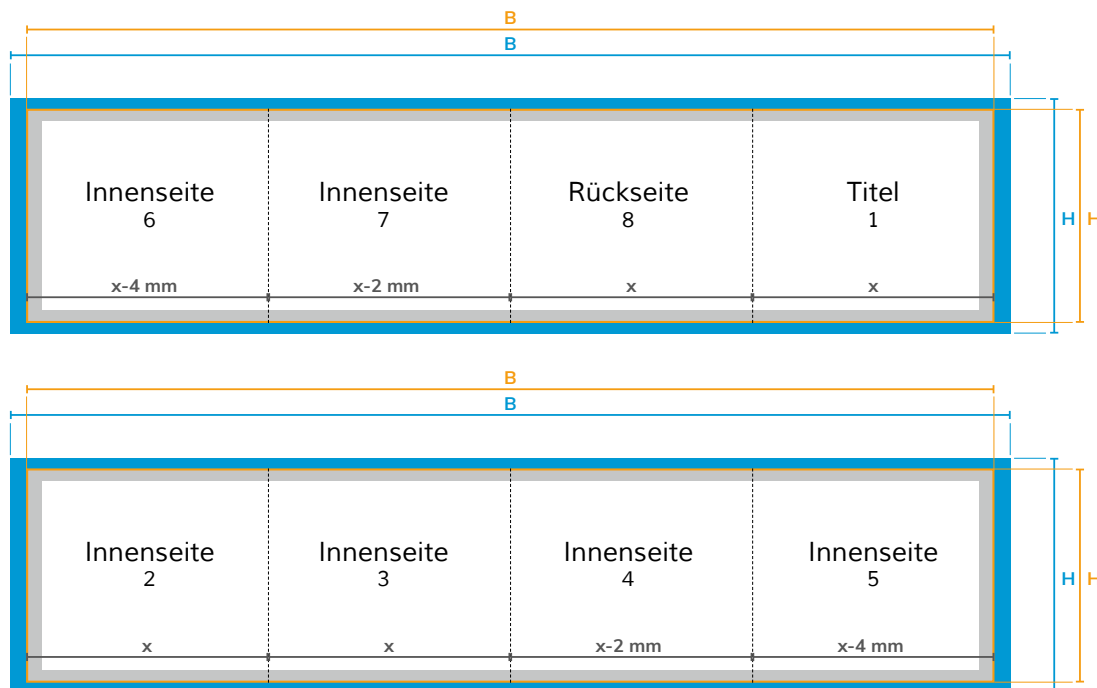 B
B
Innenseite Innenseite Rückseite Titel
6 7 8 1
H H
x-4 mm x-2 mm x x
B
B
Innenseite Innenseite Innenseite Innenseite
2 3 4 5
H H
x x x-2 mm x-4 mm